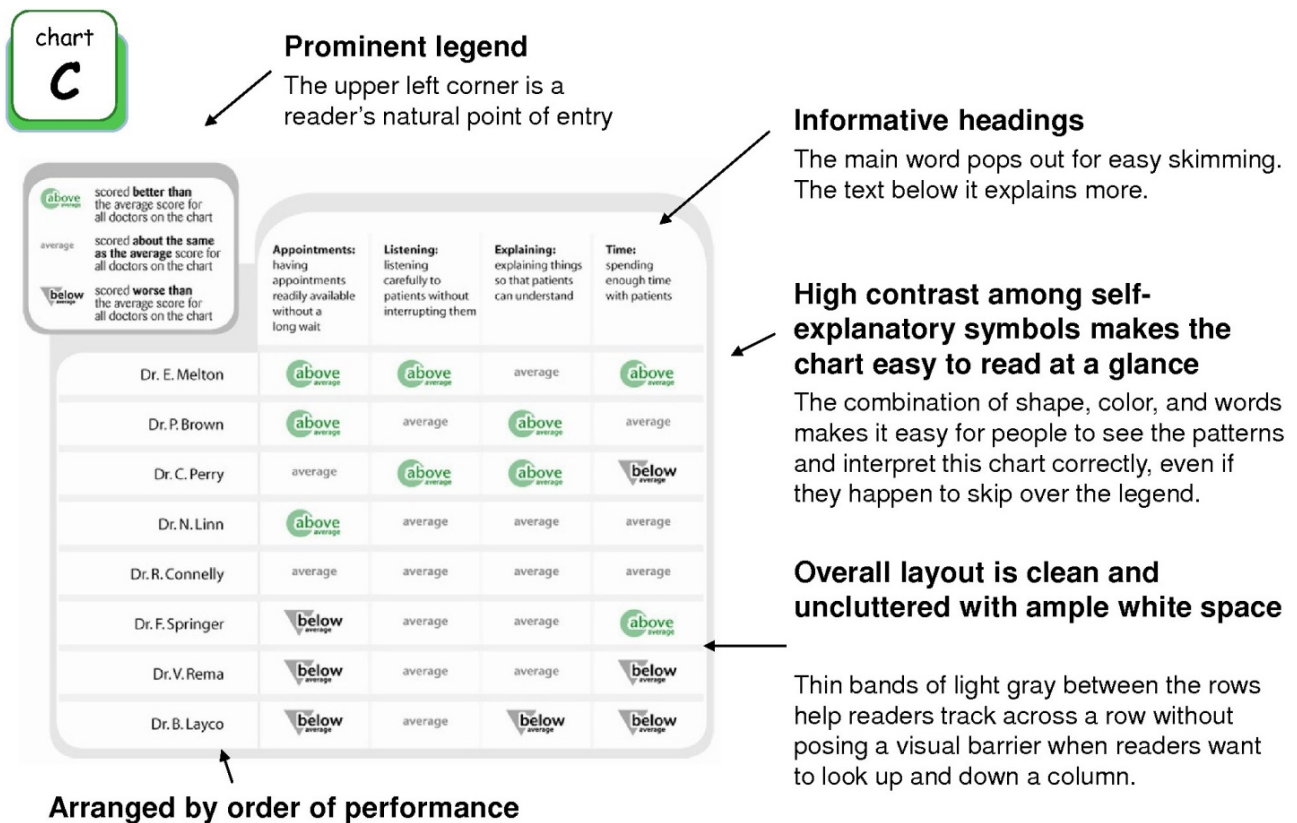 chart
C
Prominent legend
The upper left corner is a
reader's natural point of entry
Informative headings
The main word pops out for easy skimming.
The text below it explains more.
above average
scored better than
the average score for
all doctors on the chart
average
scored about the same
as the average score for
all doctors on the chart
below average
scored worse than
the average score for
all doctors on the chart
Appointments:
having
appointments
readily available
without a
long wait
Listening:
listening
carefully to
patients without
interrupting them
Explaining:
explaining things
so that patients
can understand
Time:
spending
enough time
with patients
Dr. E. Melton above average above average average above average
Dr. P. Brown above average average above average average
Dr. C. Perry average above average above average below average
Dr. N. Linn above average average average average
Dr. R. Connelly average average average average
Dr. F. Springer below average average average above average
Dr. V. Rema below average average average below average
Dr. B. Layco below average average below average below average
High contrast among self-
explanatory symbols makes the
chart easy to read at a glance
The combination of shape, color, and words
makes it easy for people to see the patterns
and interpret this chart correctly, even if
they happen to skip over the legend.
Overall layout is clean and
uncluttered with ample white space
Thin bands of light gray between the rows
help readers track across a row without
posing a visual barrier when readers want
to look up and down a column.
Arranged by order of performance